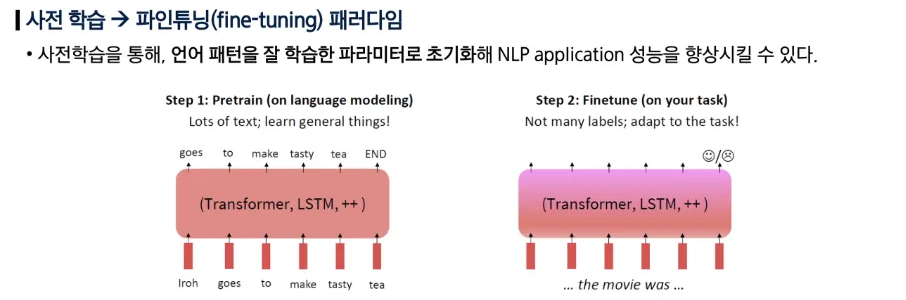 사전 학습 → 파인튜닝(fine-tuning) 패러다임
• 사전학습을 통해, 언어 패턴을 잘 학습한 파라미터로 초기화해 NLP application 성능을 향상시킬 수 있다.
Step 1: Pretrain (on language modeling)
Lots of text; learn general things!
goes to make tasty tea END
(Transformer, LSTM, ++ )
Iroh goes to make tasty tea
Step 2: Finetune (on your task)
Not many labels; adapt to the task!
☺/☹
(Transformer, LSTM, ++ )
... the movie was ...